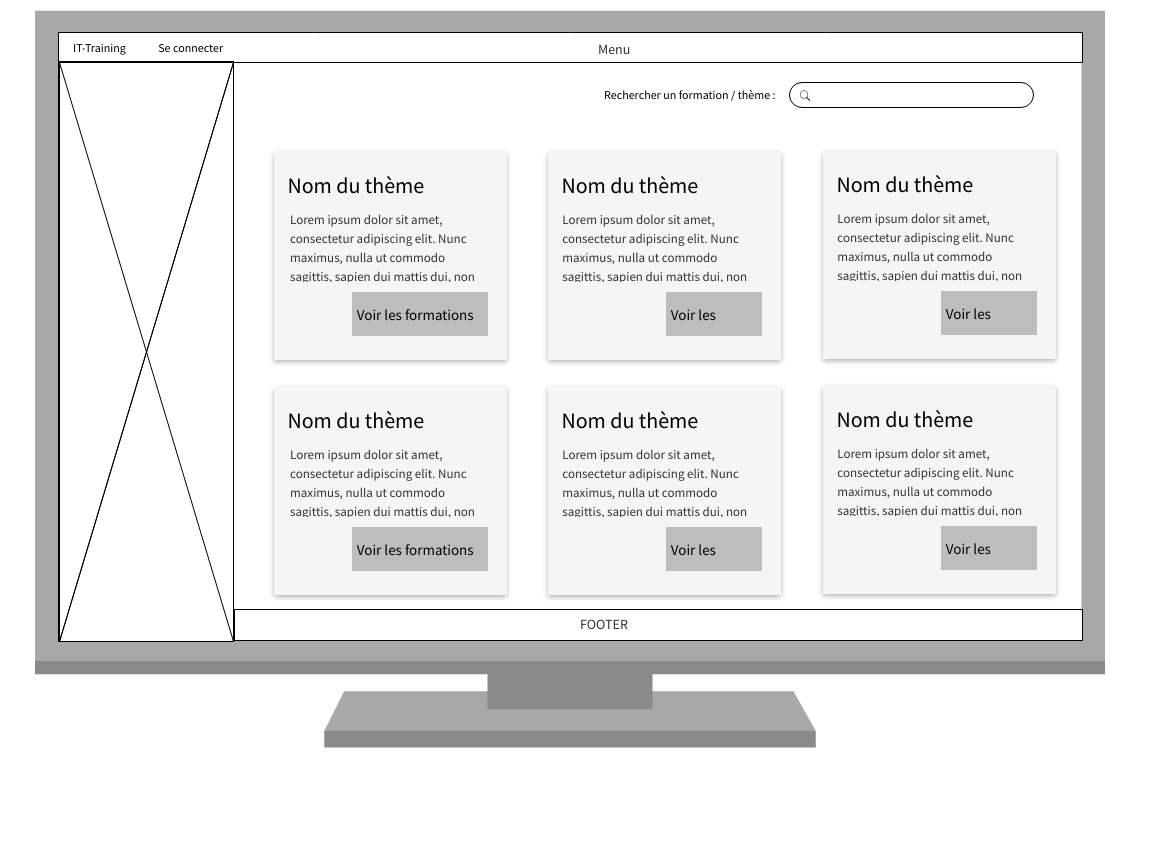 IT-Training Se connecter Menu
Rechercher un formation / thème :
Nom du thème
Lorem ipsum dolor sit amet,
consectetur adipiscing elit. Nunc
maximus, nulla ut commodo
sagittis, sapien dui mattis dui, non
Voir les formations
Nom du thème
Lorem ipsum dolor sit amet,
consectetur adipiscing elit. Nunc
maximus, nulla ut commodo
sagittis, sapien dui mattis dui, non
Voir les
Nom du thème
Lorem ipsum dolor sit amet,
consectetur adipiscing elit. Nunc
maximus, nulla ut commodo
sagittis, sapien dui mattis dui, non
Voir les
Nom du thème
Lorem ipsum dolor sit amet,
consectetur adipiscing elit. Nunc
maximus, nulla ut commodo
sagittis, sapien dui mattis dui, non
Voir les formations
Nom du thème
Lorem ipsum dolor sit amet,
consectetur adipiscing elit. Nunc
maximus, nulla ut commodo
sagittis, sapien dui mattis dui, non
Voir les
Nom du thème
Lorem ipsum dolor sit amet,
consectetur adipiscing elit. Nunc
maximus, nulla ut commodo
sagittis, sapien dui mattis dui, non
Voir les
FOOTER